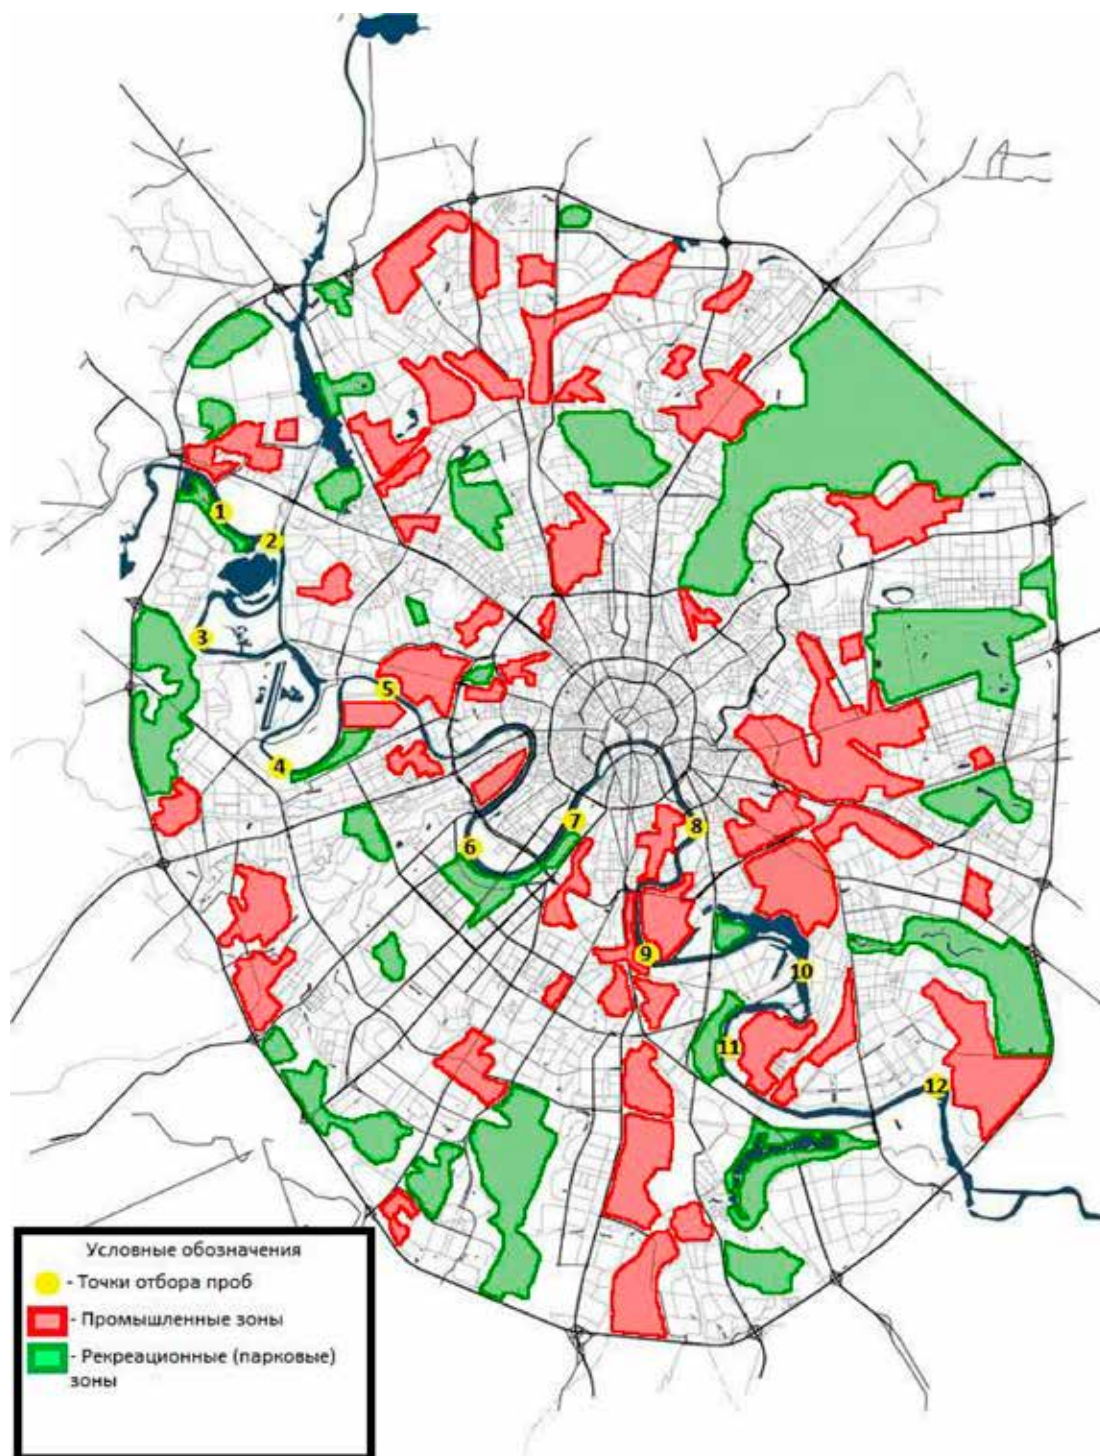 1
2
3
5
4
7
8
6
9
10
11
12
Условные обозначения
- Точки отбора проб
- Промышленные зоны
- Рекреационные (парковые)
зоны